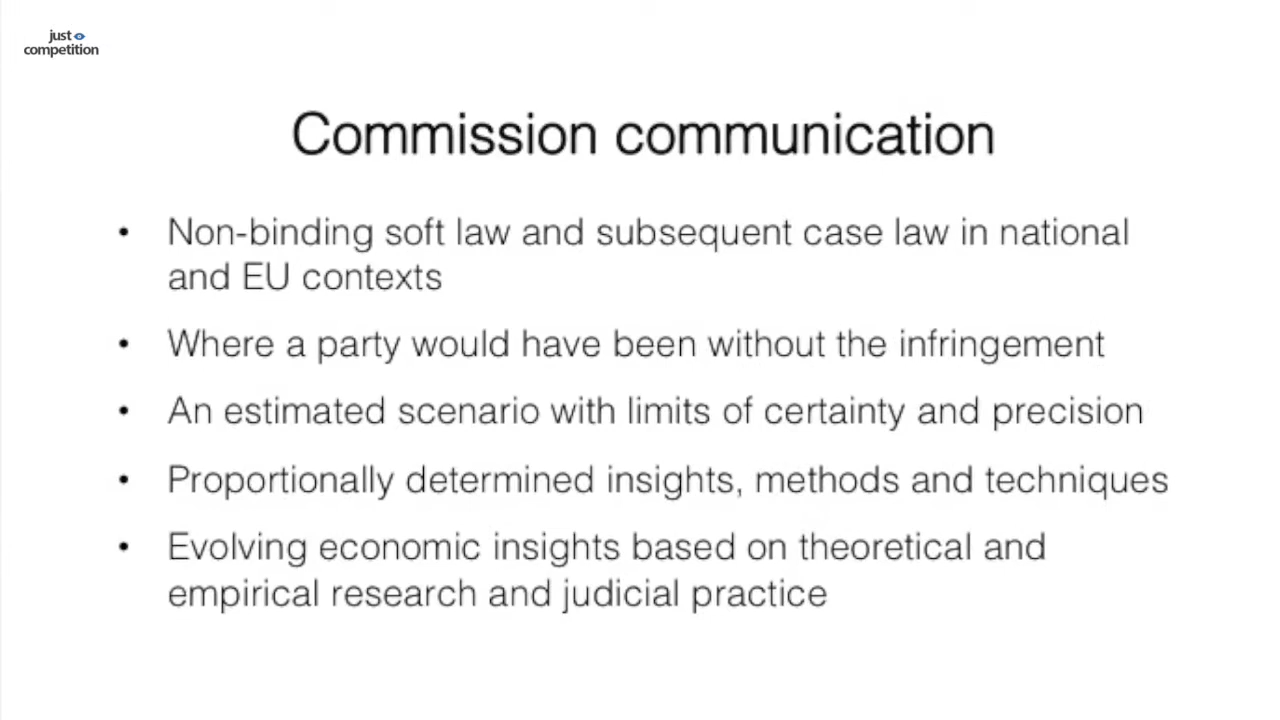 just
competition
Commission communication
• Non-binding soft law and subsequent case law in national
and EU contexts
• Where a party would have been without the infringement
• An estimated scenario with limits of certainty and precision
• Proportionally determined insights, methods and techniques
• Evolving economic insights based on theoretical and
empirical research and judicial practice